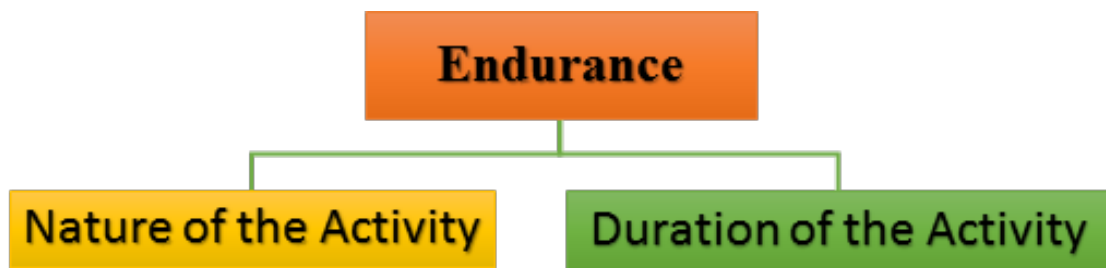 Endurance
Nature of the Activity
Duration of the Activity